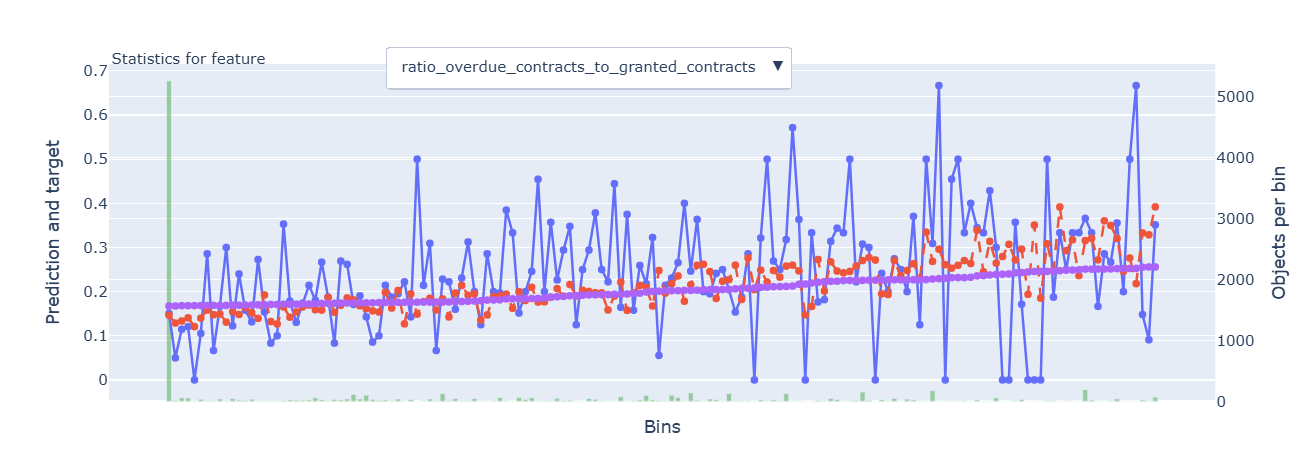 Statistics for feature
ratio_overdue_contracts_to_granted_contracts ▼
Prediction and target
0.7
0.6
0.5
0.4
0.3
0.2
0.1
0
5000
4000
3000
2000
1000
0
Objects per bin
Bins